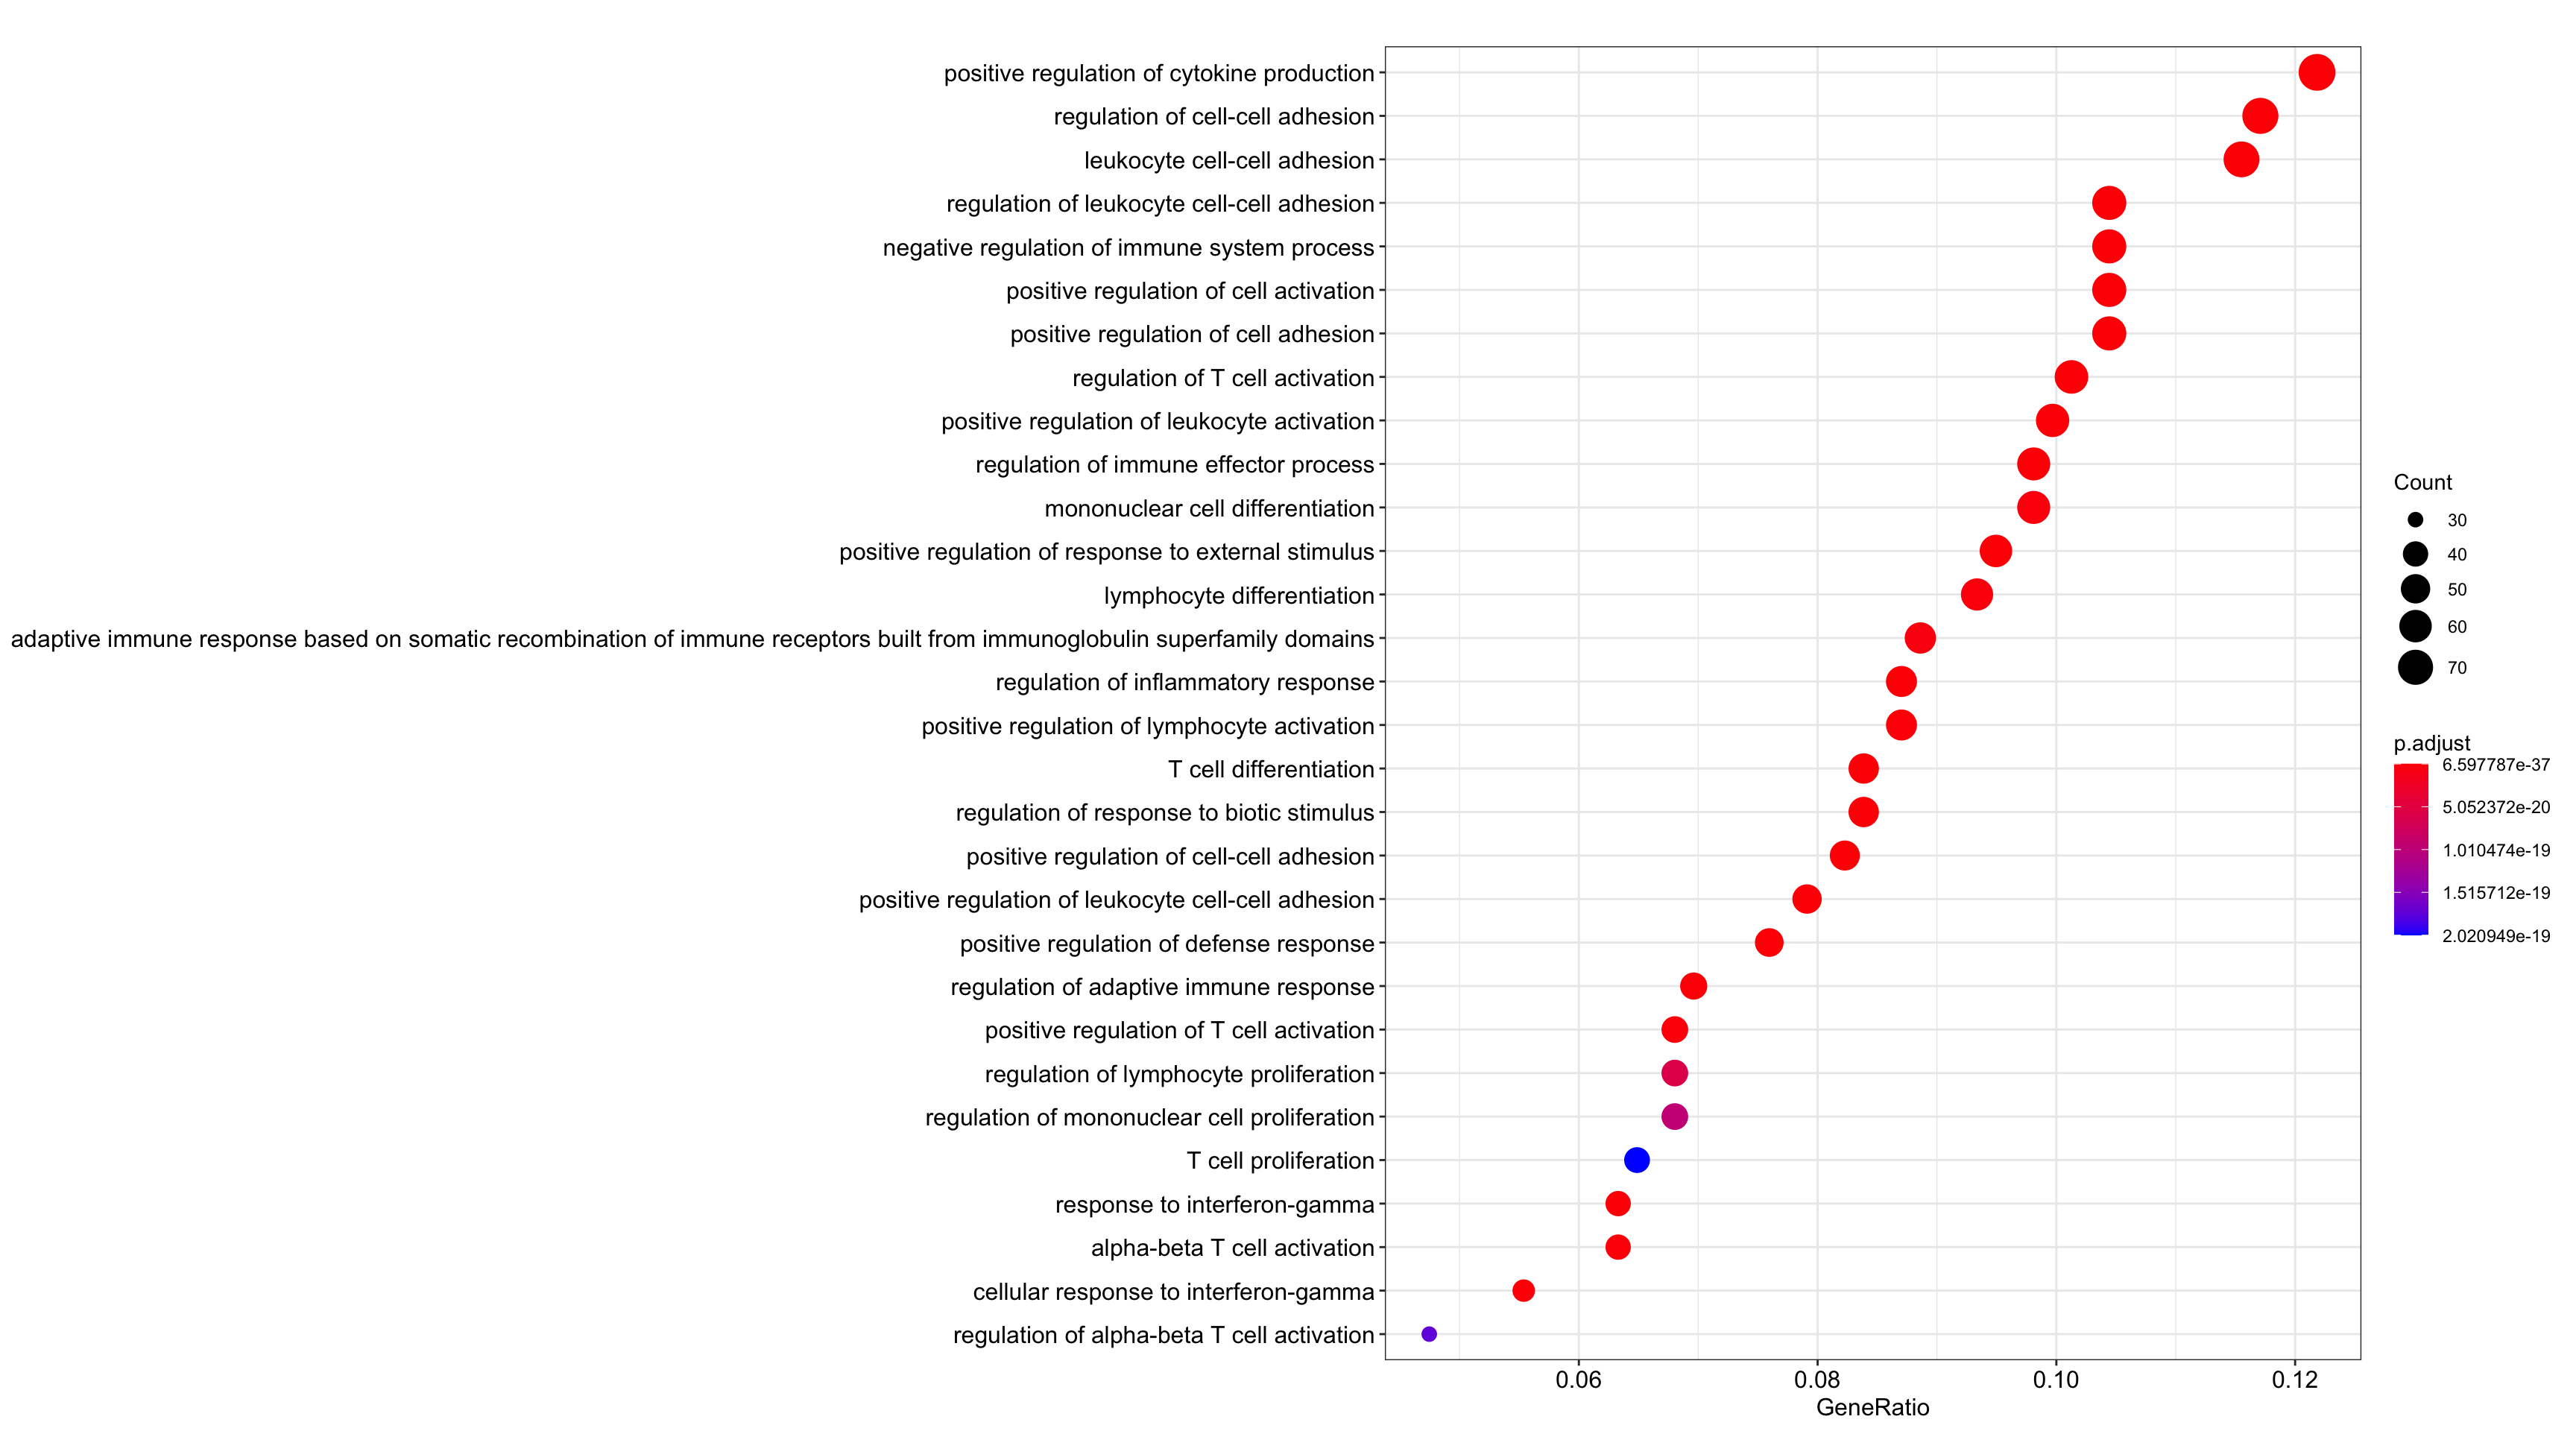 positive regulation of cytokine production
regulation of cell-cell adhesion
leukocyte cell-cell adhesion
regulation of leukocyte cell-cell adhesion
negative regulation of immune system process
positive regulation of cell activation
positive regulation of cell adhesion
regulation of T cell activation
positive regulation of leukocyte activation
regulation of immune effector process
mononuclear cell differentiation
positive regulation of response to external stimulus
lymphocyte differentiation
adaptive immune response based on somatic recombination of immune receptors built from immunoglobulin superfamily domains
regulation of inflammatory response
positive regulation of lymphocyte activation
T cell differentiation
regulation of response to biotic stimulus
positive regulation of cell-cell adhesion
positive regulation of leukocyte cell-cell adhesion
positive regulation of defense response
regulation of adaptive immune response
positive regulation of T cell activation
regulation of lymphocyte proliferation
regulation of mononuclear cell proliferation
T cell proliferation
response to interferon-gamma
alpha-beta T cell activation
cellular response to interferon-gamma
regulation of alpha-beta T cell activation
0.06 0.08 0.10 0.12
GeneRatio
Count
30
40
50
60
70
p.adjust
6.597787e-37
5.052372e-20
1.010474e-19
1.515712e-19
2.020949e-19